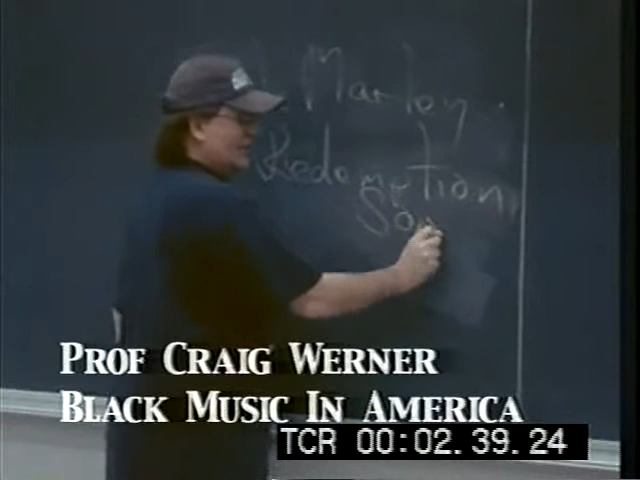 Marley
Redemption
So
PROF CRAIG WERNER
BLACK MUSIC IN AMERICA
TCR 00:02.39.24